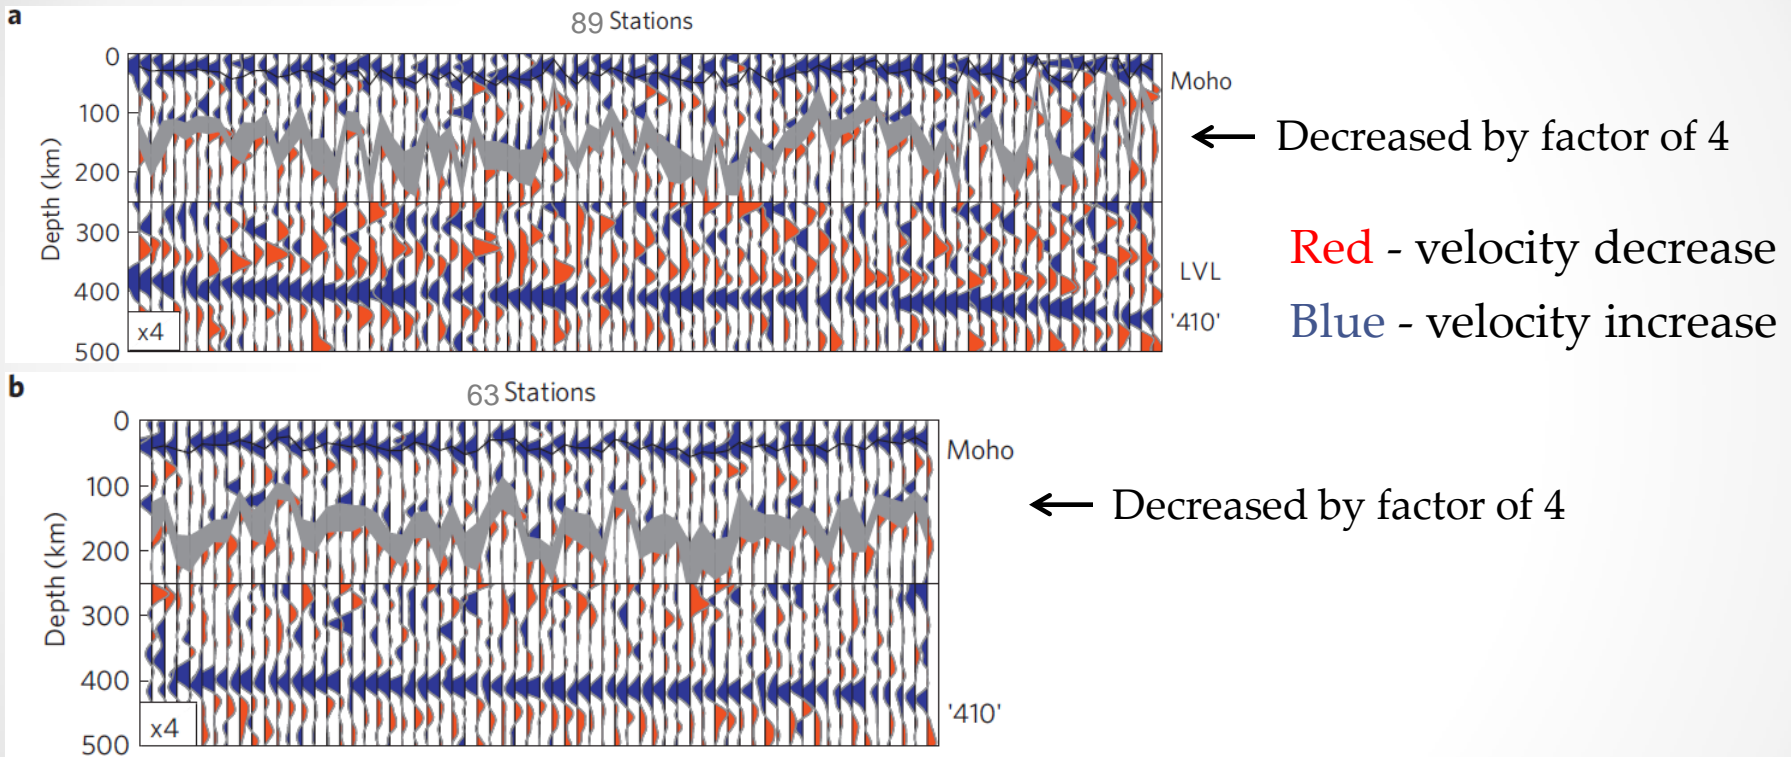 a
89 Stations
0
100
200
300
400
500
Depth (km)
x4
Moho
LVL
'410'
← Decreased by factor of 4
Red - velocity decrease
Blue - velocity increase
b
63 Stations
0
100
200
300
400
500
Depth (km)
x4
Moho
'410'
← Decreased by factor of 4